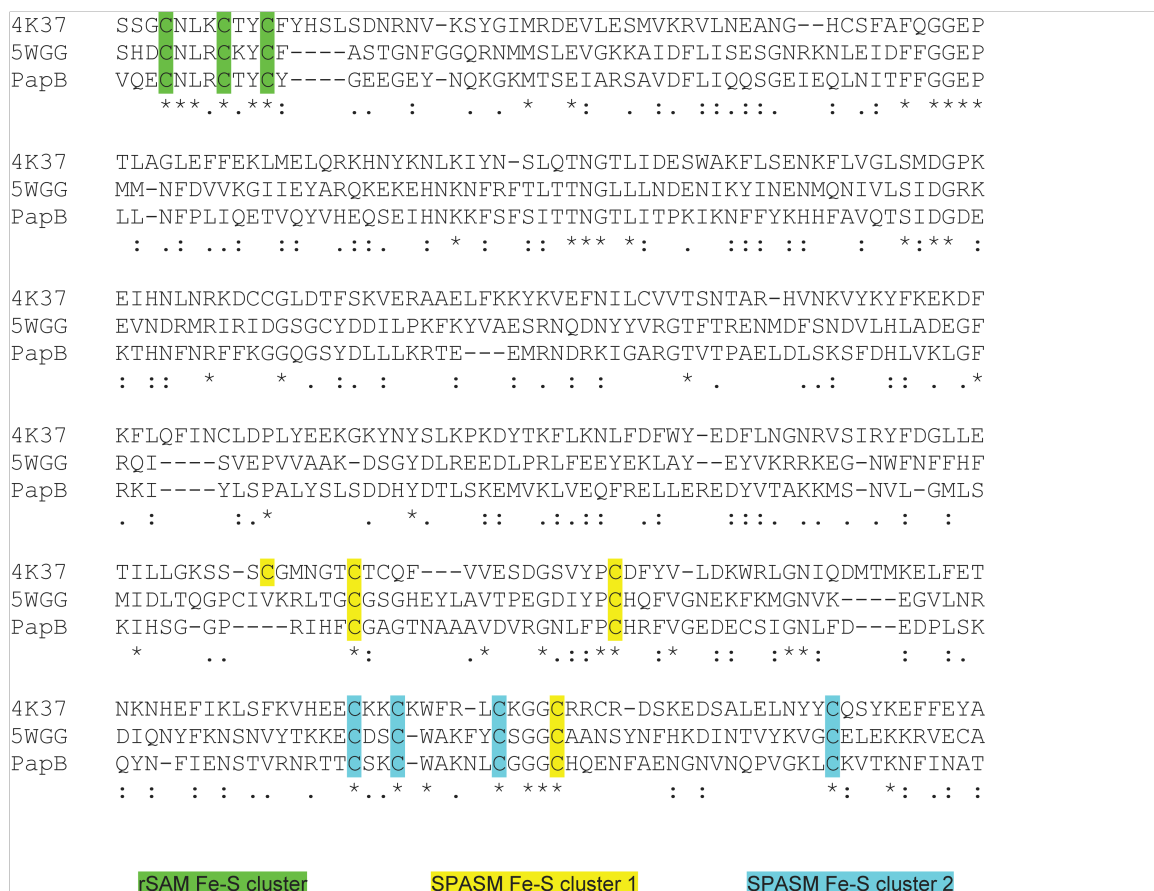 4K37 SSGCNLKCTYCFYHSLSDNRNV-KSYGIMRDEVLESMVKRVLNEANG--HCSFAFQGGEP
5WGG SHDCNLRCKYCF----ASTGNFGGQRNMMSLEVGKKAIDFLISESGNRKNLEIDFFGGEP
PapB VQECNLRCTYCY----GEEGEY-NQKGKMTSEIARSAVDFLIQQSGEIEQLNITFFGGEP
***.*.**: .. : . * *: . .: .::.::. : .: * ****
4K37 TLAGLEFFEKLMELQRKHNYKNLKIYN-SLQTNGTLIDESWAKFLSENKFLVGLSMDGPK
5WGG MM-NFDVVKGIIEYARQKEKEHNKNFRFTLTTNGLLLNDENIKYINENMQNIVLSIDGRK
PapB LL-NFPLIQETVQYVHEQSEIHNKKFSFSITTNGTLITPKIKNFFYKHHFAVQTSIDGDE
: .: ..: :: .::. : * : : *** *: . ::: :: : *:** :
4K37 EIHNLNRKDCCGLDTFSKVERAAELFKKYKVEFNILCVVTSNTAR-HVNKVYKYFKEKDF
5WGG EVNDRMRIRIDGSGCYDDILPKFKYVAESRNQDNYYVRGTFTRENMDFSNDVLHLADEGF
PapB KTHNFNRFFKGGQGSYDLLLKRTE---EMRNDRKIGARGTVTPAELDLSKSFDHLVKLGF
: :: * * . :. : : : : : * . ..: :: . .*
4K37 KFLQFINCLDPLYEEKGKYNYSLKPKDYTKFLKNLFDFWY-EDFLNGNRVSIRYFDGLLE
5WGG RQI----SVEPVVAAK-DSGYDLREEDLPRLFEEYEKLAY--EYVKRRKEG-NWFNFFHF
PapB RKI----YLSPALYSLSDDHYDTLSKEMVKLVEQFRELLEREDYVTAKKMS-NVL-GMLS
. : :.* . *. :: .:.:: .: :::. . . . : :
4K37 TILLGKSS-SCGMNGTCTCQF---VVESDGSVYPCDFYV-LDKWRLGNIQDMTMKELFET
5WGG MIDLTQGPCIVKRLTGCGSGHEYLAVTPEGDIYPCHQFVGNEKFKMGNVK----EGVLNR
PapB KIHSG-GP----RIHFCGAGTNAAAVDVRGNLFPCHRFVGEDECSIGNLFD---EDPLSK
* .. *: .* *.::** :* : :**: : :.
4K37 NKNHEFIKLSFKVHEECKKCKWFR-LCKGGCRRCR-DSKEDSALELNYYCQSYKEFFEYA
5WGG DIQNYFKNSNVYTKKECDSC-WAKFYCSGGCAANSYNFHKDINTVYKVGCELEKKRVECA
PapB QYN-FIENSTVRNRTTCSKC-WAKNLCGGGCHQENFAENGNVNQPVGKLCKVTKNFINAT
: : : : .. . *..* * . * *** : : *: *: .: :
rSAM Fe-S cluster SPASM Fe-S cluster 1 SPASM Fe-S cluster 2